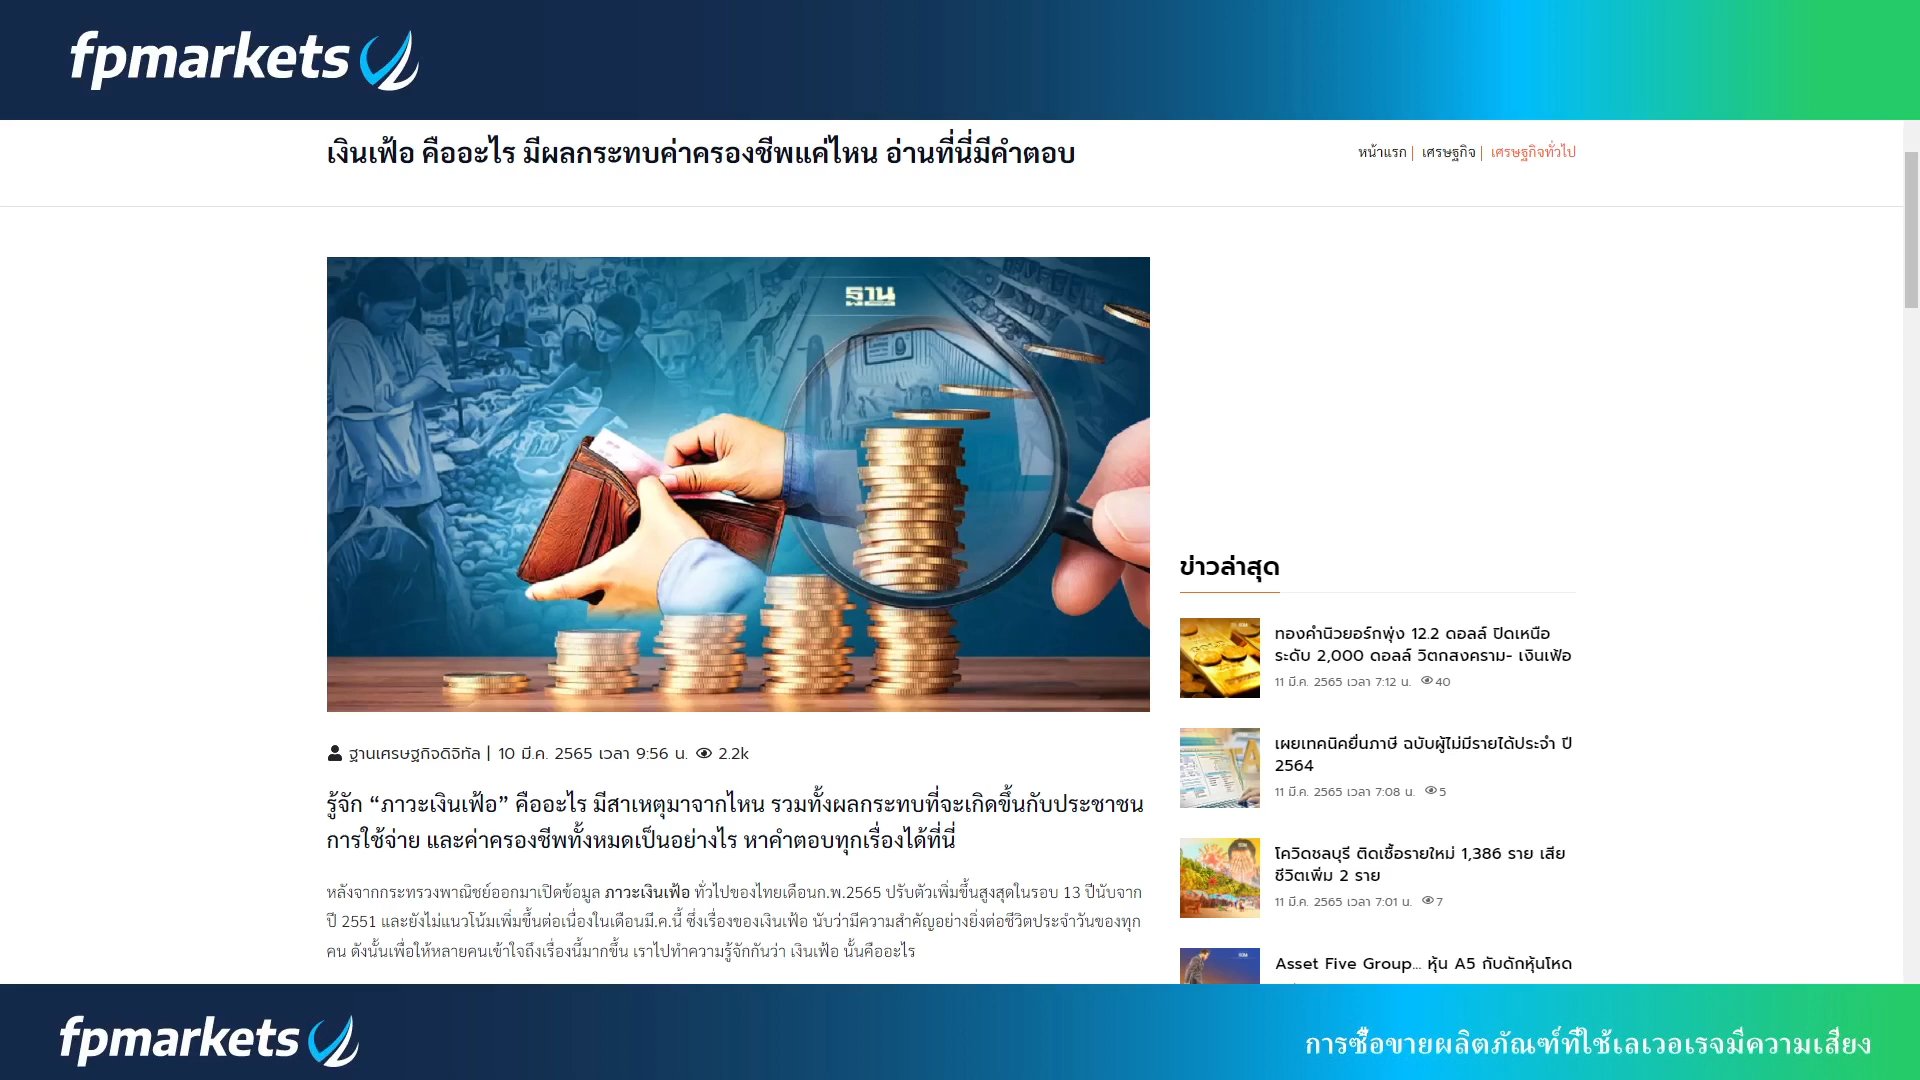 fpmarkets
เงินเฟ้อ คืออะไร มีผลกระทบค่าครองชีพแค่ไหน อ่านที่นี่มีคำตอบ
หน้าแรก | เศรษฐกิจ | เศรษฐกิจทั่วไป
ฐาน
ฐานเศรษฐกิจดิจิทัล | 10 มี.ค. 2565 เวลา 9:56 น. 2.2k
รู้จัก “ภาวะเงินเฟ้อ” คืออะไร มีสาเหตุมาจากไหน รวมทั้งผลกระทบที่จะเกิดขึ้นกับประชาชน
การใช้จ่าย และค่าครองชีพทั้งหมดเป็นอย่างไร หาคำตอบทุกเรื่องได้ที่นี่
หลังจากกระทรวงพาณิชย์ออกมาเปิดข้อมูล ภาวะเงินเฟ้อ ทั่วไปของไทยเดือนก.พ.2565 ปรับตัวเพิ่มขึ้นสูงสุดในรอบ 13 ปีนับจาก
ปี 2551 และยังไม่แนวโน้มเพิ่มขึ้นต่อเนื่องในเดือนมี.ค.นี้ ซึ่งเรื่องของเงินเฟ้อ นับว่ามีความสำคัญอย่างยิ่งต่อชีวิตประจำวันของทุก
คน ดังนั้นเพื่อให้หลายคนเข้าใจถึงเรื่องนี้มากขึ้น เราไปทำความรู้จักกันว่า เงินเฟ้อ นั้นคืออะไร
ข่าวล่าสุด
ทองคำนิวยอร์กพุ่ง 12.2 ดอลล์ ปิดเหนือ
ระดับ 2,000 ดอลล์ วิตกสงคราม- เงินเฟ้อ
11 มี.ค. 2565 เวลา 7:12 น. 40
เผยเทคนิคยื่นภาษี ฉบับผู้ไม่มีรายได้ประจำ ปี
2564
11 มี.ค. 2565 เวลา 7:08 น. 5
โควิดชลบุรี ติดเชื้อรายใหม่ 1,386 ราย เสีย
ชีวิตเพิ่ม 2 ราย
11 มี.ค. 2565 เวลา 7:01 น. 7
Asset Five Group... หุ้น A5 กับดักหุ้นโหด
fpmarkets
การซื้อขายผลิตภัณฑ์ที่ใช้เลเวอเรจมีความเสี่ยง